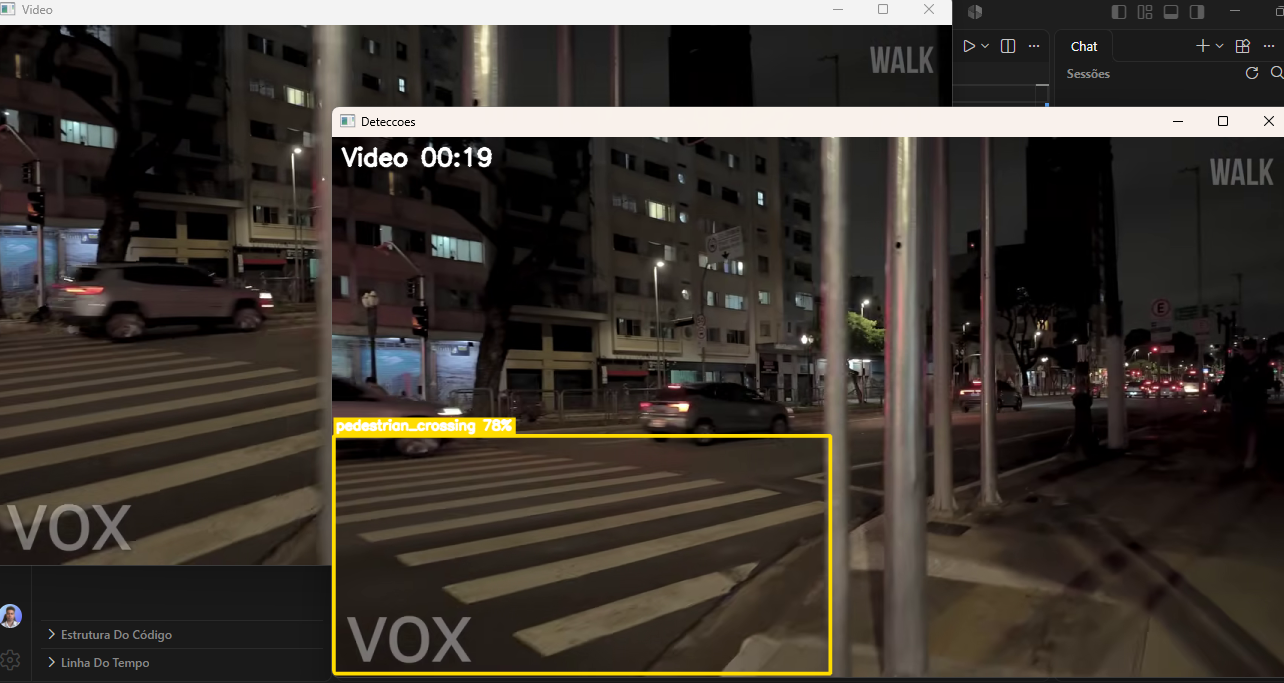 Video
WALK
Chat
Sessões
Deteccoes
Video 00:19
WALK
E
pedestrian_crossing 78%
VOX
VOX
Estrutura Do Código
Linha Do Tempo